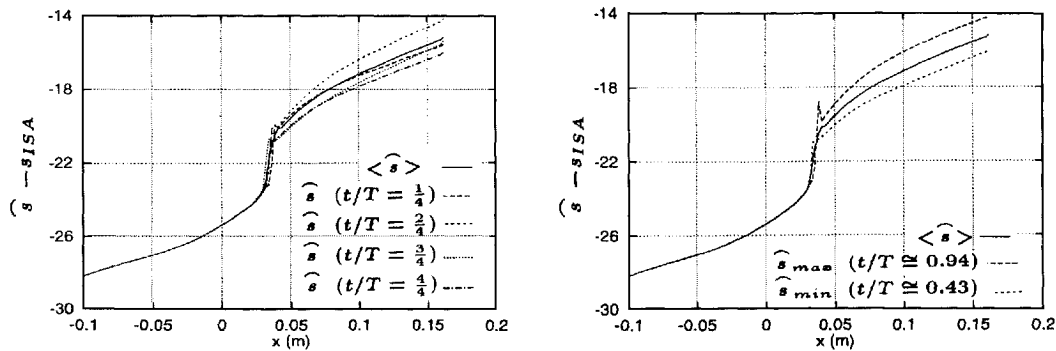 -14
-18
-22
-26
-30
ŝ − s_ISA
< ŝ >
ŝ (t/T = 1/4)
ŝ (t/T = 2/4)
ŝ (t/T = 3/4)
ŝ (t/T = 4/4)
-0.1 -0.05 0 0.05 0.1 0.15 0.2
x (m)
-14
-18
-22
-26
-30
ŝ − s_ISA
< ŝ >
ŝ_max (t/T ≅ 0.94)
ŝ_min (t/T ≅ 0.43)
-0.1 -0.05 0 0.05 0.1 0.15 0.2
x (m)